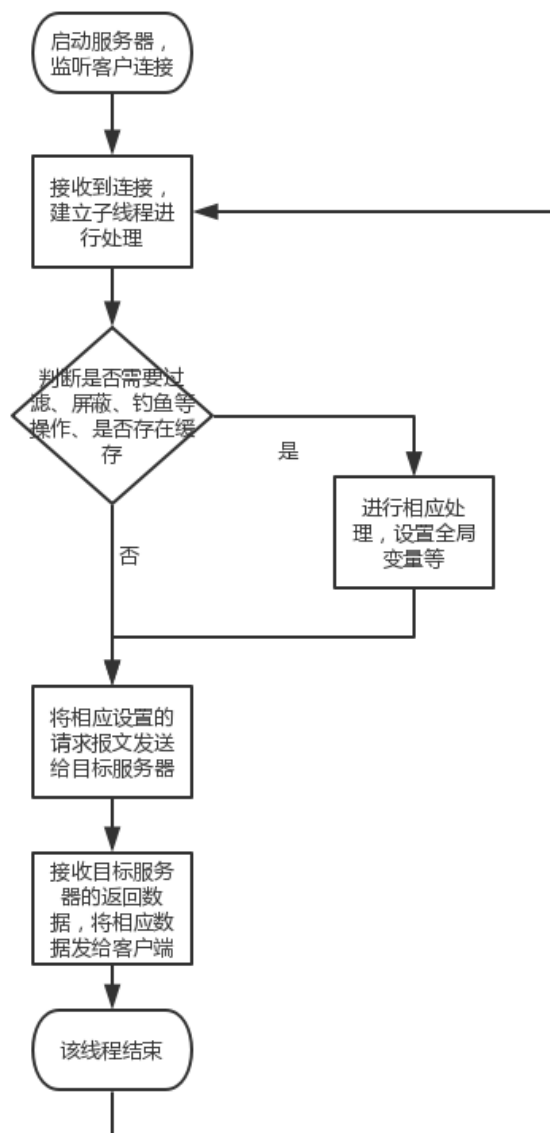 启动服务器，
监听客户连接
接收到连接，
建立子线程进
行处理
判断是否需要过
滤、屏蔽、钓鱼等
操作、是否存在缓
存
是
进行相应处
理，设置全局
变量等
否
将相应设置的
请求报文发送
给目标服务器
接收目标服务
器的返回数
据，将相应数
据发给客户端
该线程结束